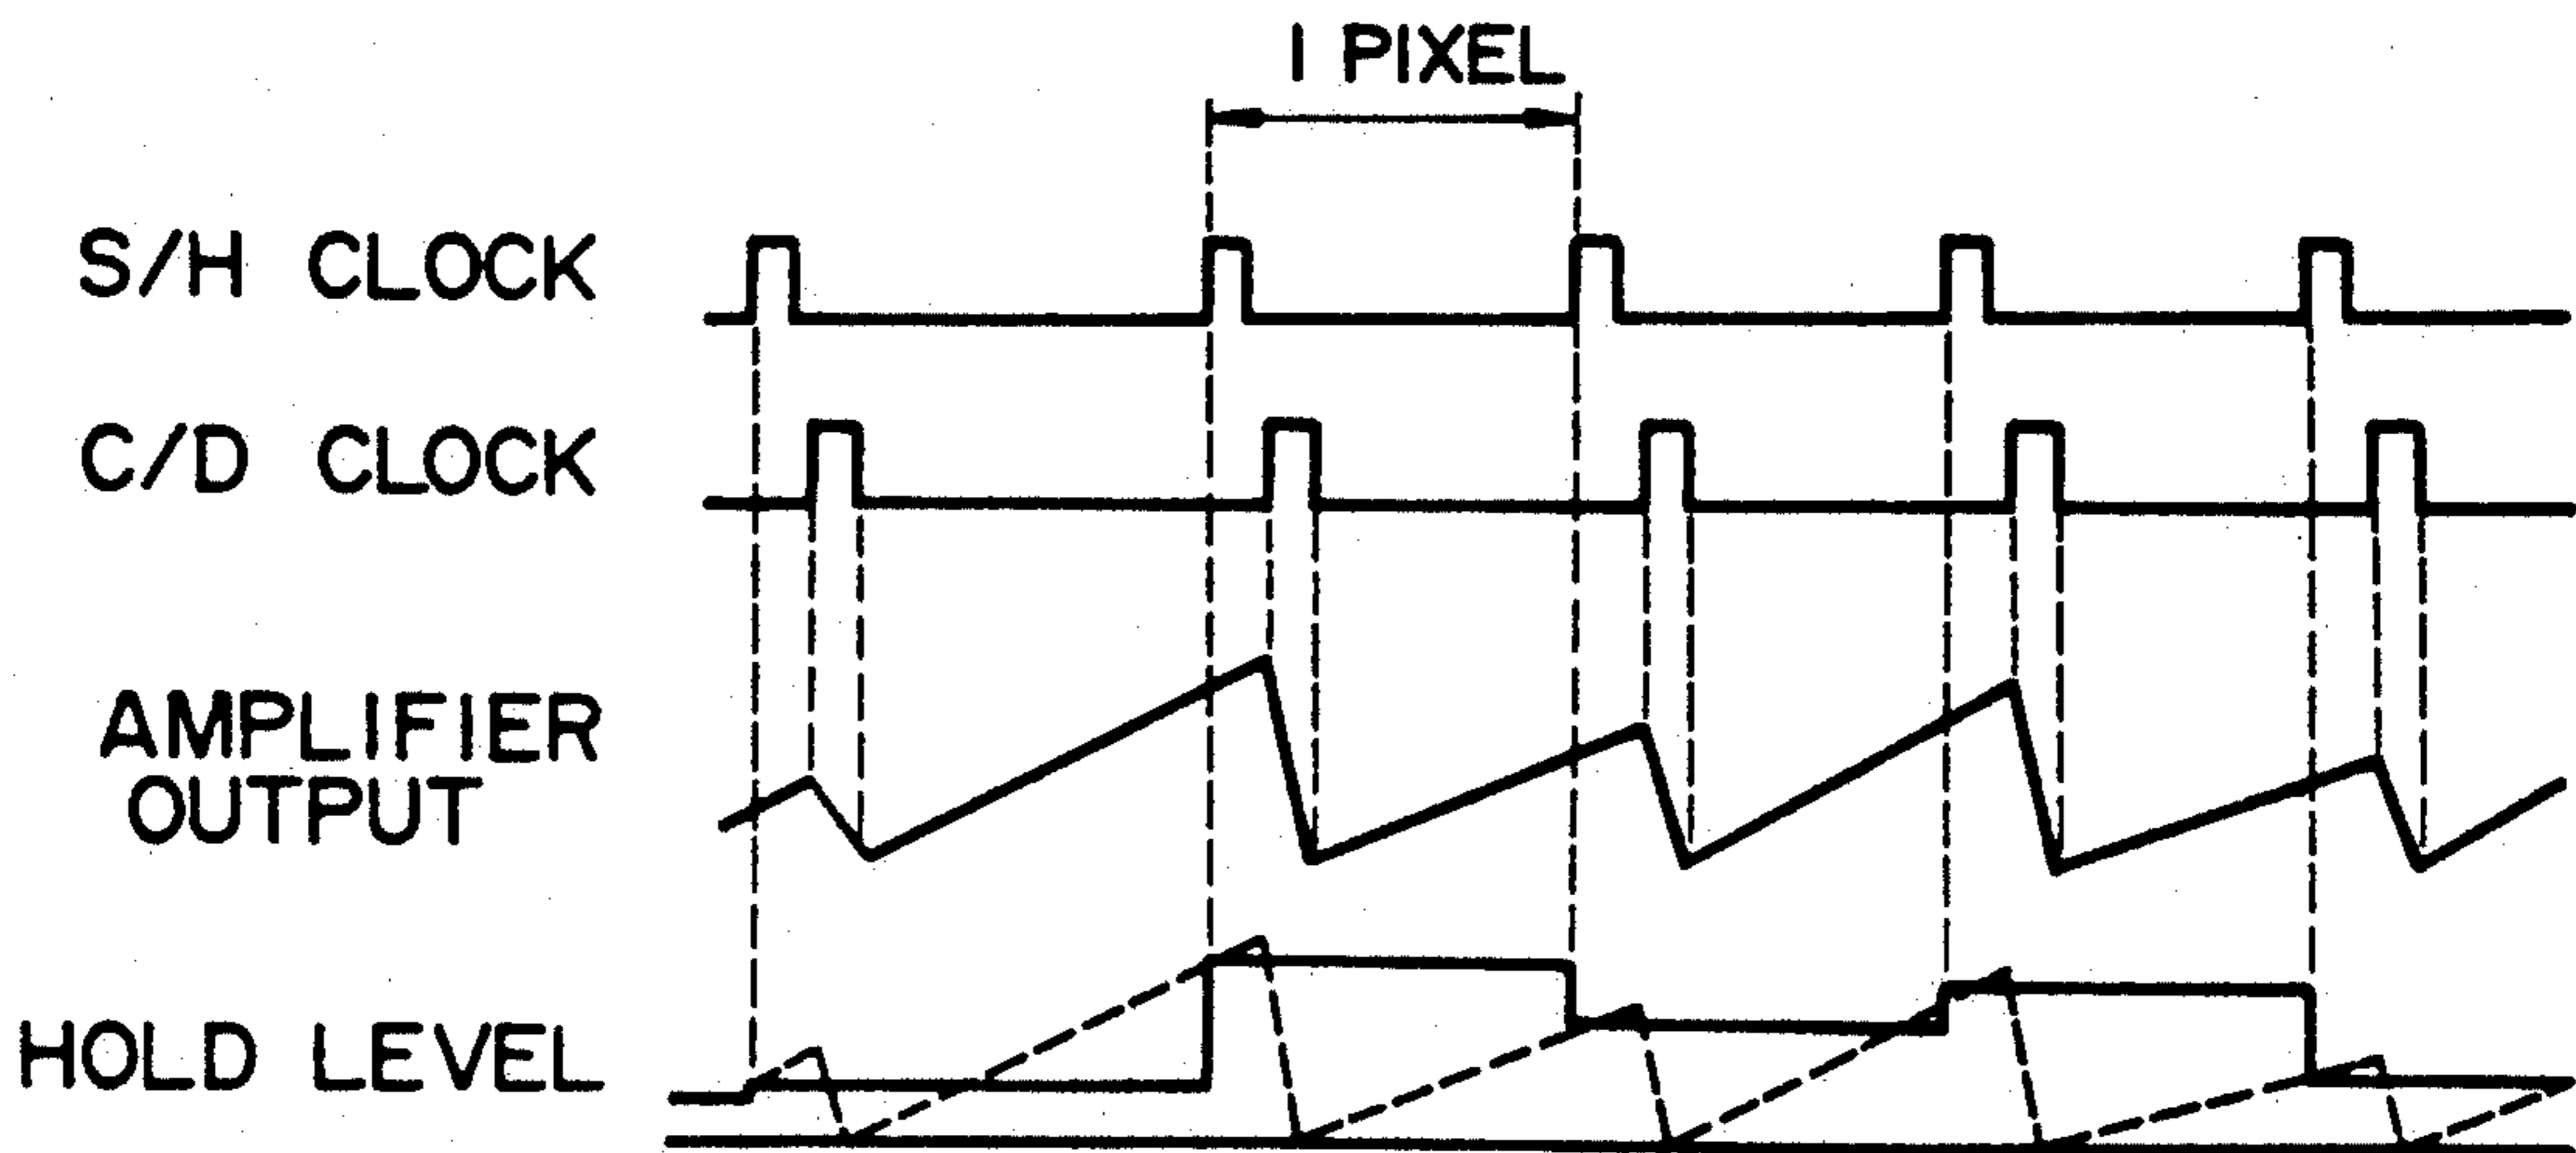 1 PIXEL
S/H CLOCK
C/D CLOCK
AMPLIFIER
OUTPUT
HOLD LEVEL